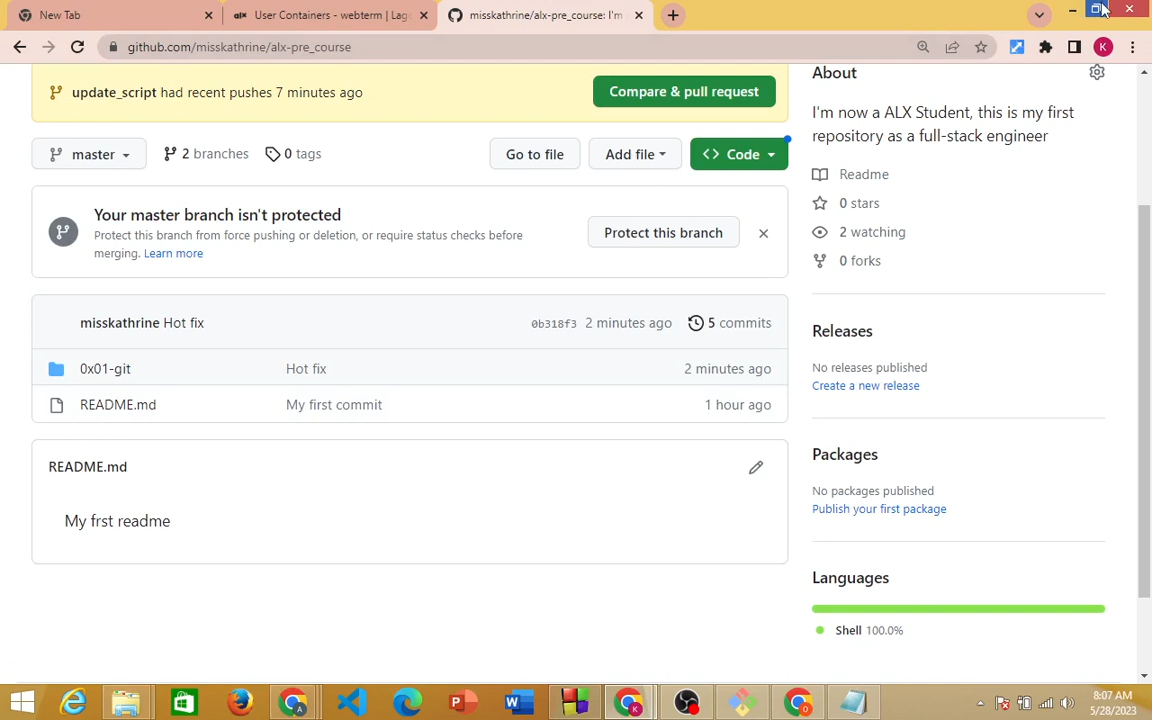 New Tab
User Containers - webterm | Lag
misskathrine/alx-pre_course: I'm
github.com/misskathrine/alx-pre_course
K
update_script had recent pushes 7 minutes ago
Compare & pull request
master
2 branches
0 tags
Go to file
Add file
<> Code
Your master branch isn't protected
Protect this branch from force pushing or deletion, or require status checks before
merging. Learn more
Protect this branch
misskathrine Hot fix
0b318f3 2 minutes ago
5 commits
0x01-git
Hot fix
2 minutes ago
README.md
My first commit
1 hour ago
README.md
My frst readme
About
I'm now a ALX Student, this is my first
repository as a full-stack engineer
Readme
0 stars
2 watching
0 forks
Releases
No releases published
Create a new release
Packages
No packages published
Publish your first package
Languages
Shell 100.0%
8:07 AM
5/28/2023